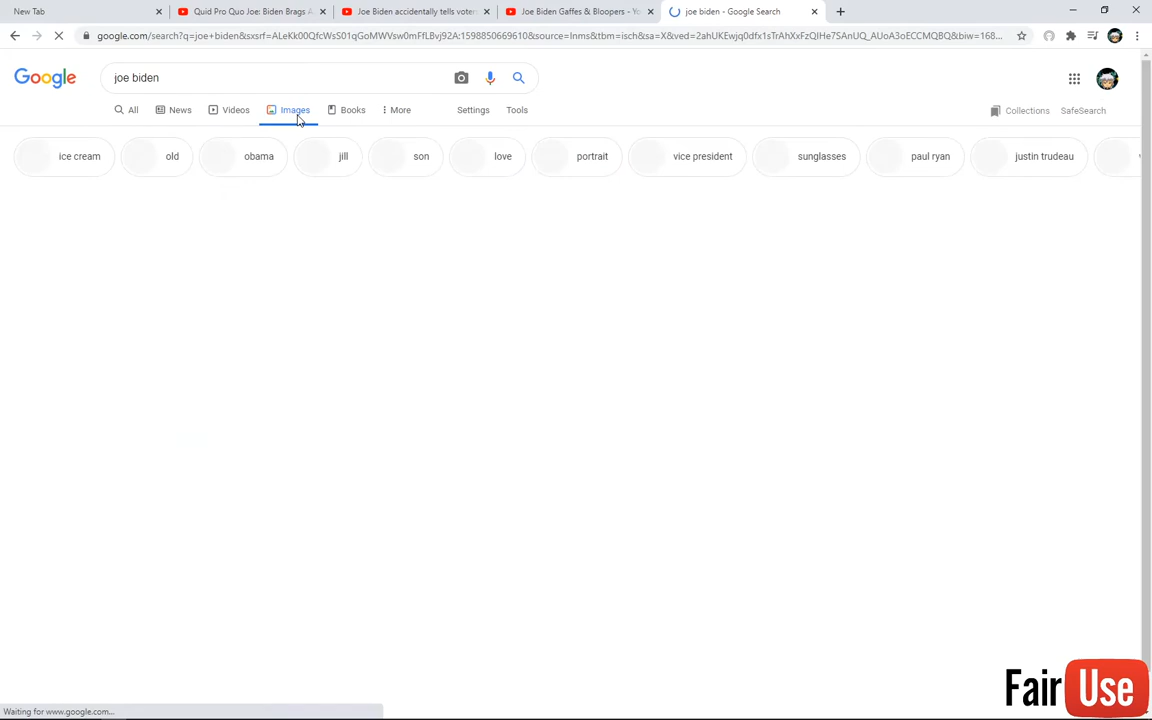 New Tab
Quid Pro Quo Joe: Biden Brags A
Joe Biden accidentally tells voter
Joe Biden Gaffes & Bloopers - Yo
joe biden - Google Search
google.com/search?q=joe+biden&sxsrf=ALeKk00QfcWsS01qGoMWVsw0mFfLBvj92A:1598850669610&source=lnms&tbm=isch&sa=X&ved=2ahUKEwjq0dfx1sTrAhXxFzQIHe7SAnUQ_AUoA3oECCMQBQ&biw=168...
Google
joe biden
All
News
Videos
Images
Books
More
Settings
Tools
Collections
SafeSearch
ice cream
old
obama
jill
son
love
portrait
vice president
sunglasses
paul ryan
justin trudeau
Waiting for www.google.com...
Fair Use